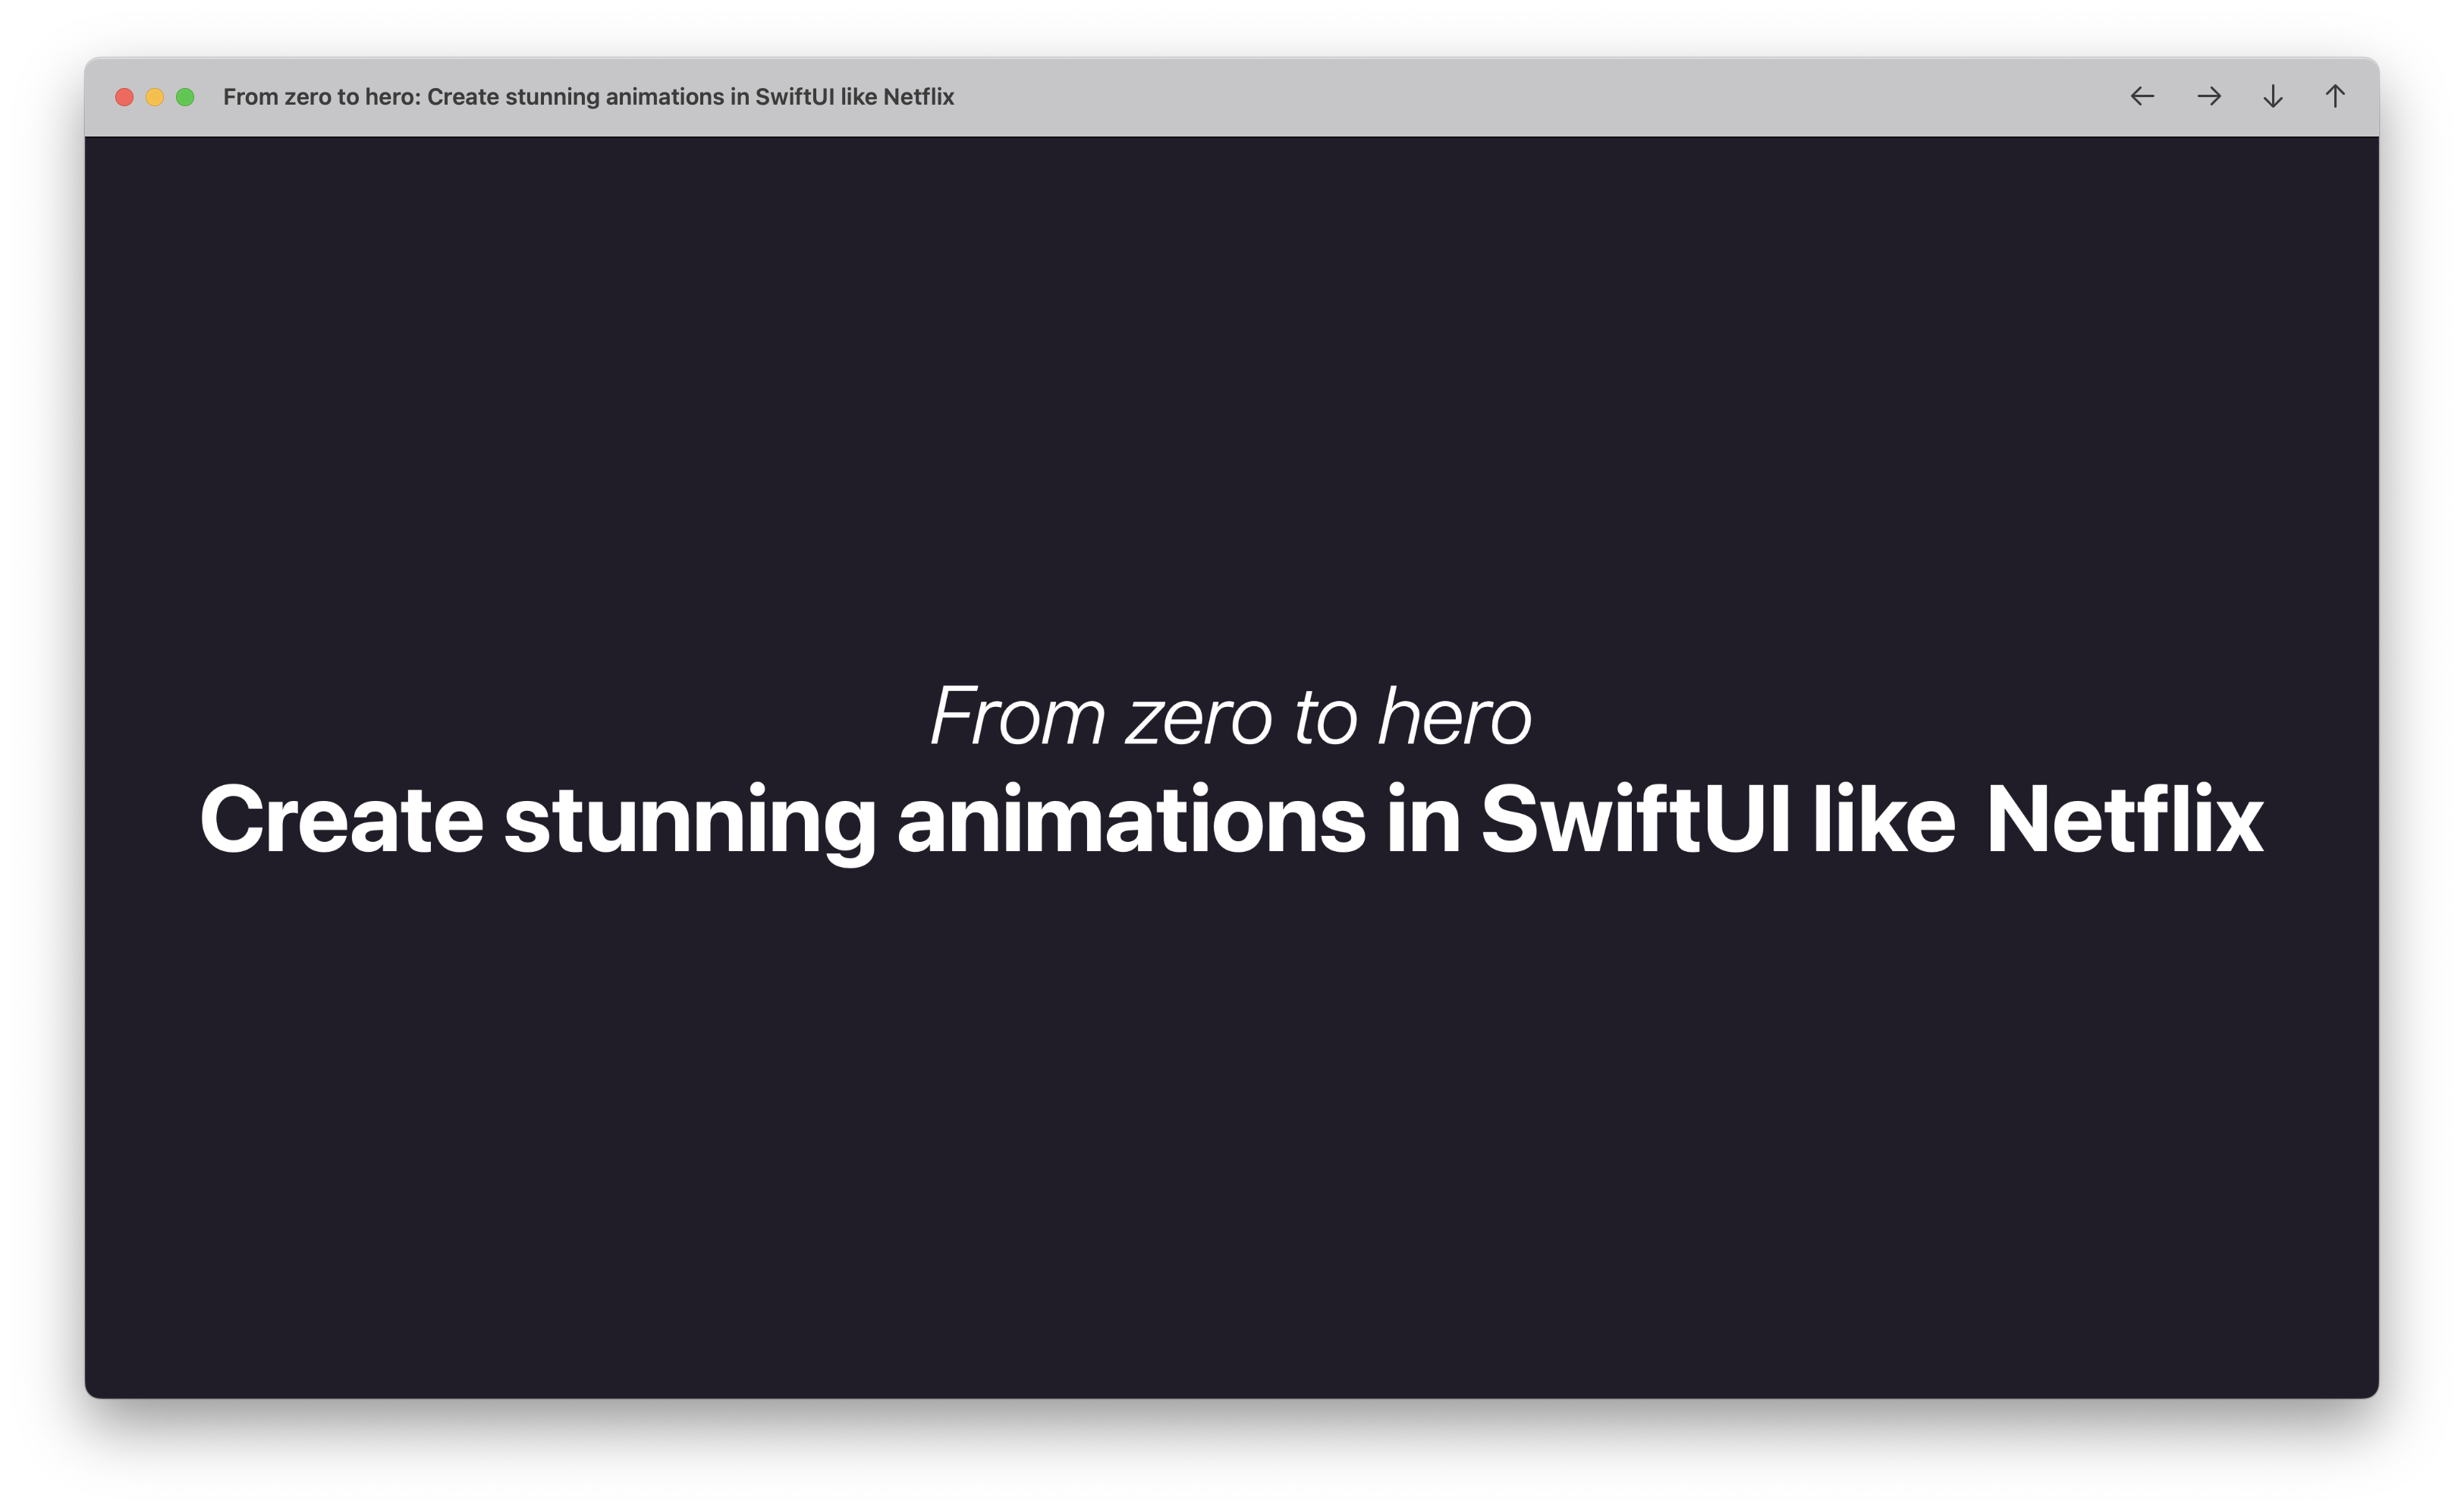 From zero to hero: Create stunning animations in SwiftUI like Netflix
From zero to hero
Create stunning animations in SwiftUI like Netflix